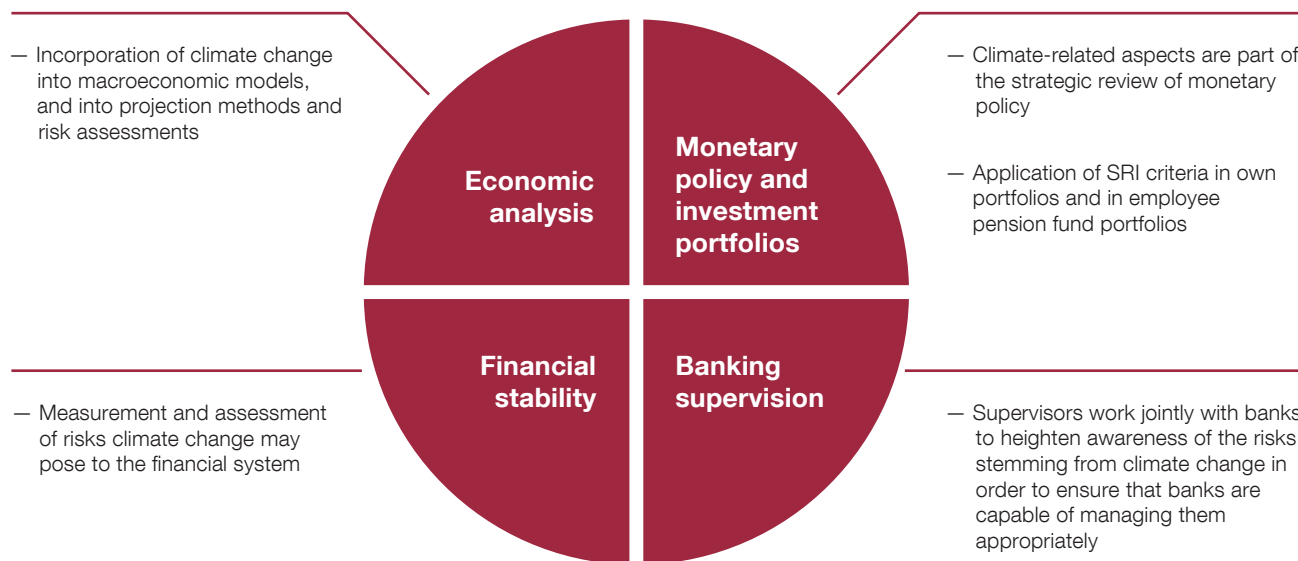 — Incorporation of climate change
into macroeconomic models,
and into projection methods and
risk assessments
Economic
analysis
Monetary
policy and
investment
portfolios
— Climate-related aspects are part of
the strategic review of monetary
policy
— Application of SRI criteria in own
portfolios and in employee
pension fund portfolios
— Measurement and assessment
of risks climate change may
pose to the financial system
Financial
stability
Banking
supervision
— Supervisors work jointly with banks
to heighten awareness of the risks
stemming from climate change in
order to ensure that banks are
capable of managing them
appropriately